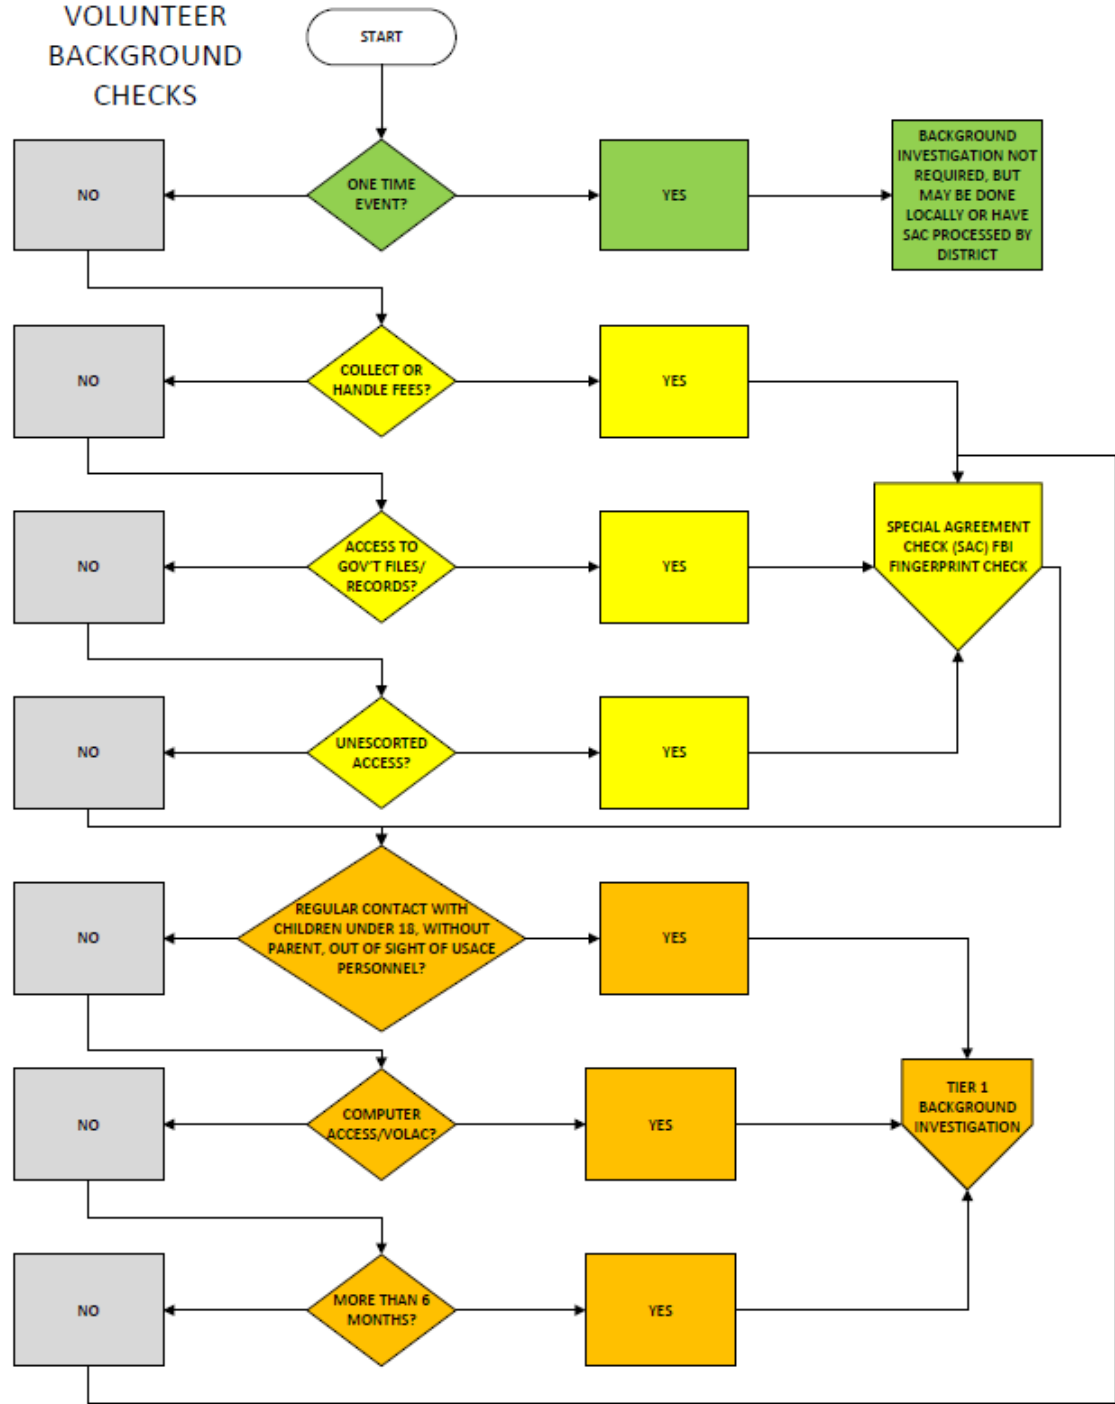 VOLUNTEER
BACKGROUND
CHECKS
START
NO
ONE TIME
EVENT?
YES
BACKGROUND
INVESTIGATION NOT
REQUIRED, BUT
MAY BE DONE
LOCALLY OR HAVE
SAC PROCESSED BY
DISTRICT
NO
COLLECT OR
HANDLE FEES?
YES
NO
ACCESS TO
GOV'T FILES/
RECORDS?
YES
SPECIAL AGREEMENT
CHECK (SAC) FBI
FINGERPRINT CHECK
NO
UNESCORTED
ACCESS?
YES
NO
REGULAR CONTACT WITH
CHILDREN UNDER 18, WITHOUT
PARENT, OUT OF SIGHT OF USACE
PERSONNEL?
YES
NO
COMPUTER
ACCESS/VOLAC?
YES
TIER 1
BACKGROUND
INVESTIGATION
NO
MORE THAN 6
MONTHS?
YES